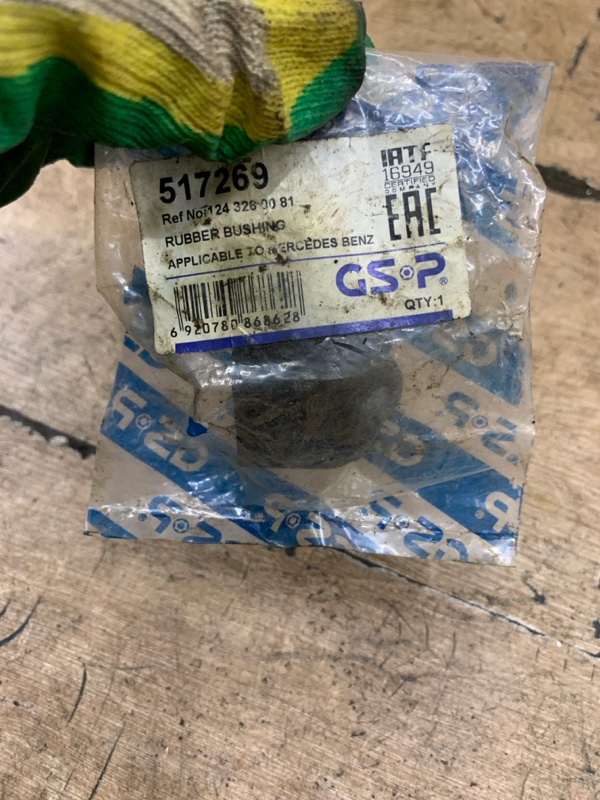 517269
Ref No:124 326 00 81
RUBBER BUSHING
APPLICABLE TO MERCEDES BENZ
6 920780 868628
IATF
16949
CERTIFIED
COMPANY
EAC
GSP®
QTY:1